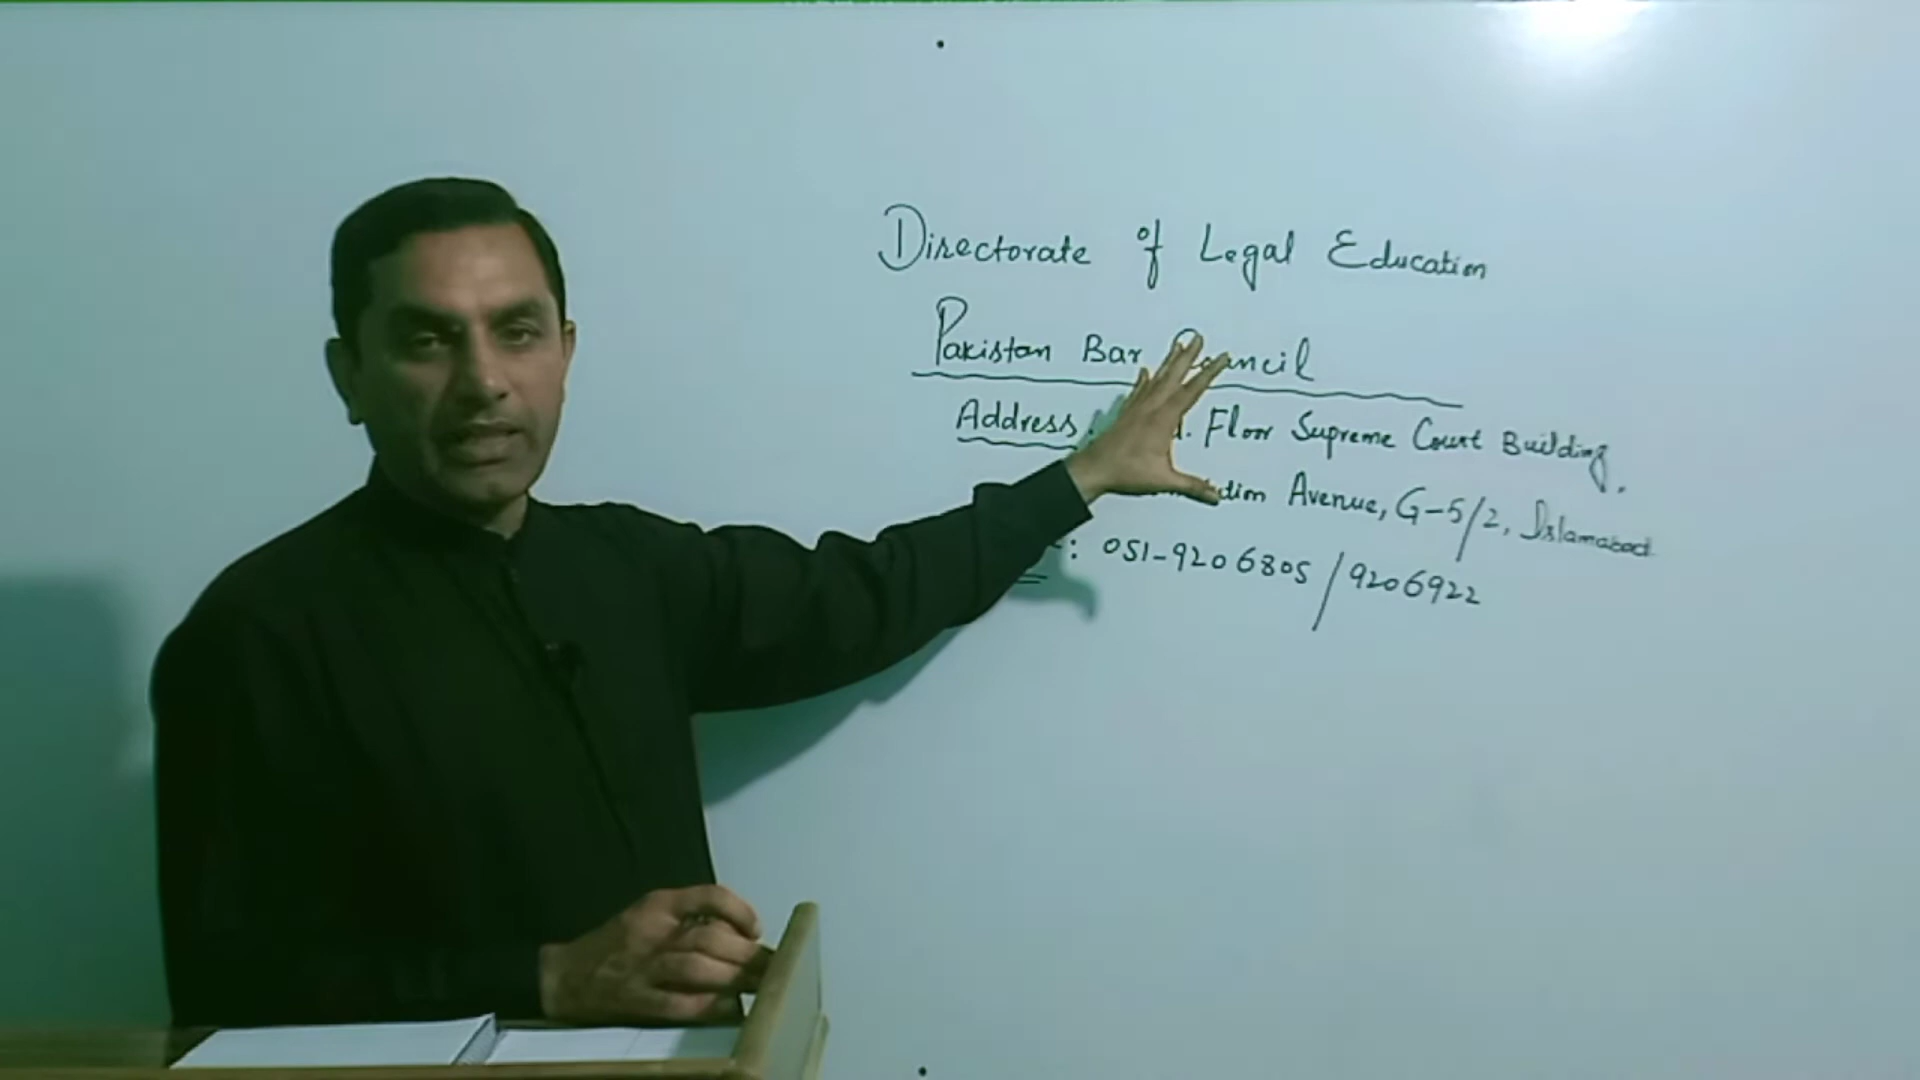 Directorate of Legal Education
Pakistan Bar Council
Address: Floor Supreme Court Building,
Avenue, G-5/2, Islamabad
: 051-9206805/9206922